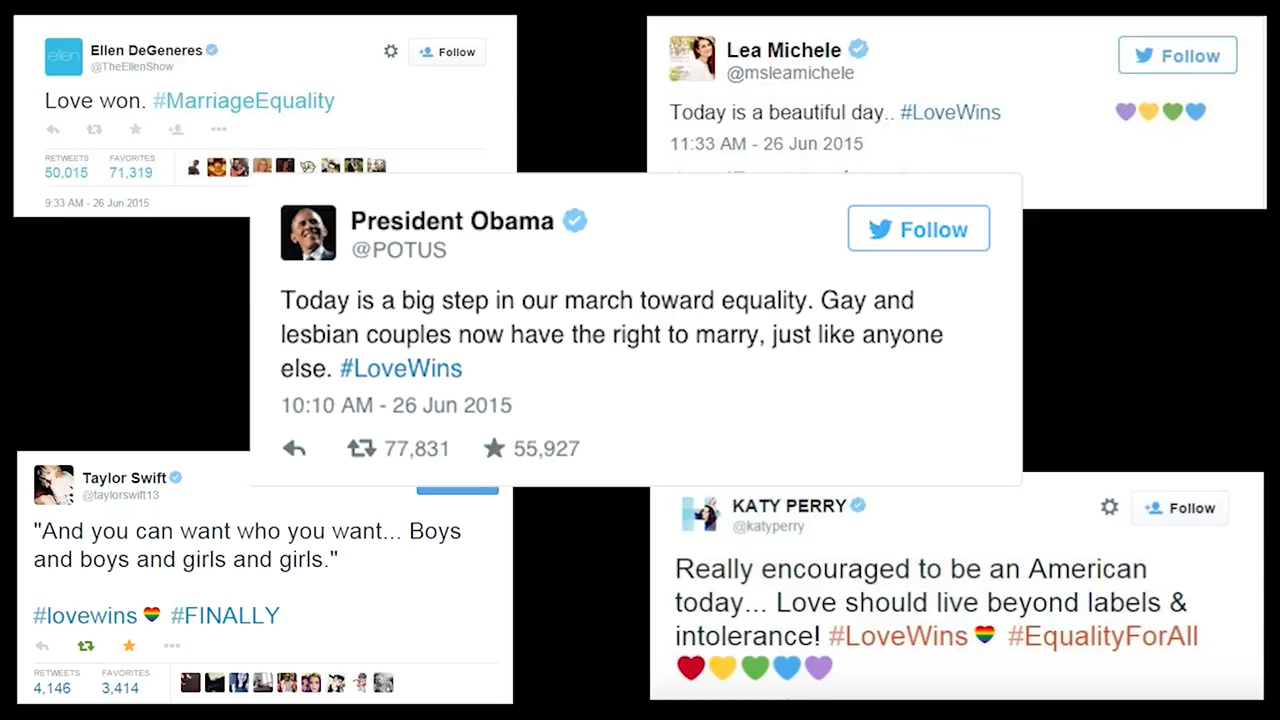 ellen
Ellen DeGeneres
@TheEllenShow
Follow
Love won. #MarriageEquality
RETWEETS FAVORITES
50,015 71,319
9:33 AM - 26 Jun 2015
Lea Michele
@msleamichele
Follow
Today is a beautiful day.. #LoveWins
11:33 AM - 26 Jun 2015
President Obama
@POTUS
Follow
Today is a big step in our march toward equality. Gay and
lesbian couples now have the right to marry, just like anyone
else. #LoveWins
10:10 AM - 26 Jun 2015
77,831 55,927
Taylor Swift
@taylorswift13
"And you can want who you want... Boys
and boys and girls and girls."
#lovewins #FINALLY
RETWEETS FAVORITES
4,146 3,414
KATY PERRY
@katyperry
Follow
Really encouraged to be an American
today... Love should live beyond labels &
intolerance! #LoveWins #EqualityForAll